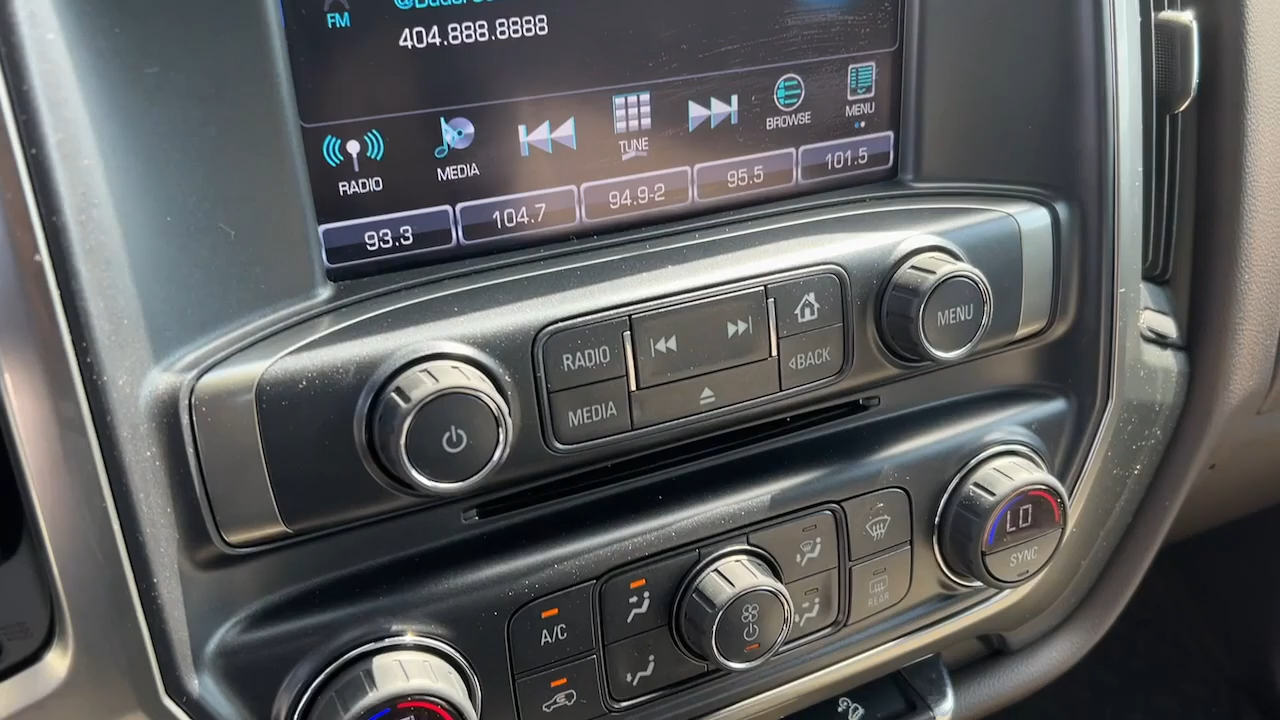 FM
404.888.8888
RADIO
MEDIA
TUNE
BROWSE
MENU
93.3
104.7
94.9-2
95.5
101.5
RADIO
MEDIA
BACK
MENU
A/C
REAR
LO
SYNC